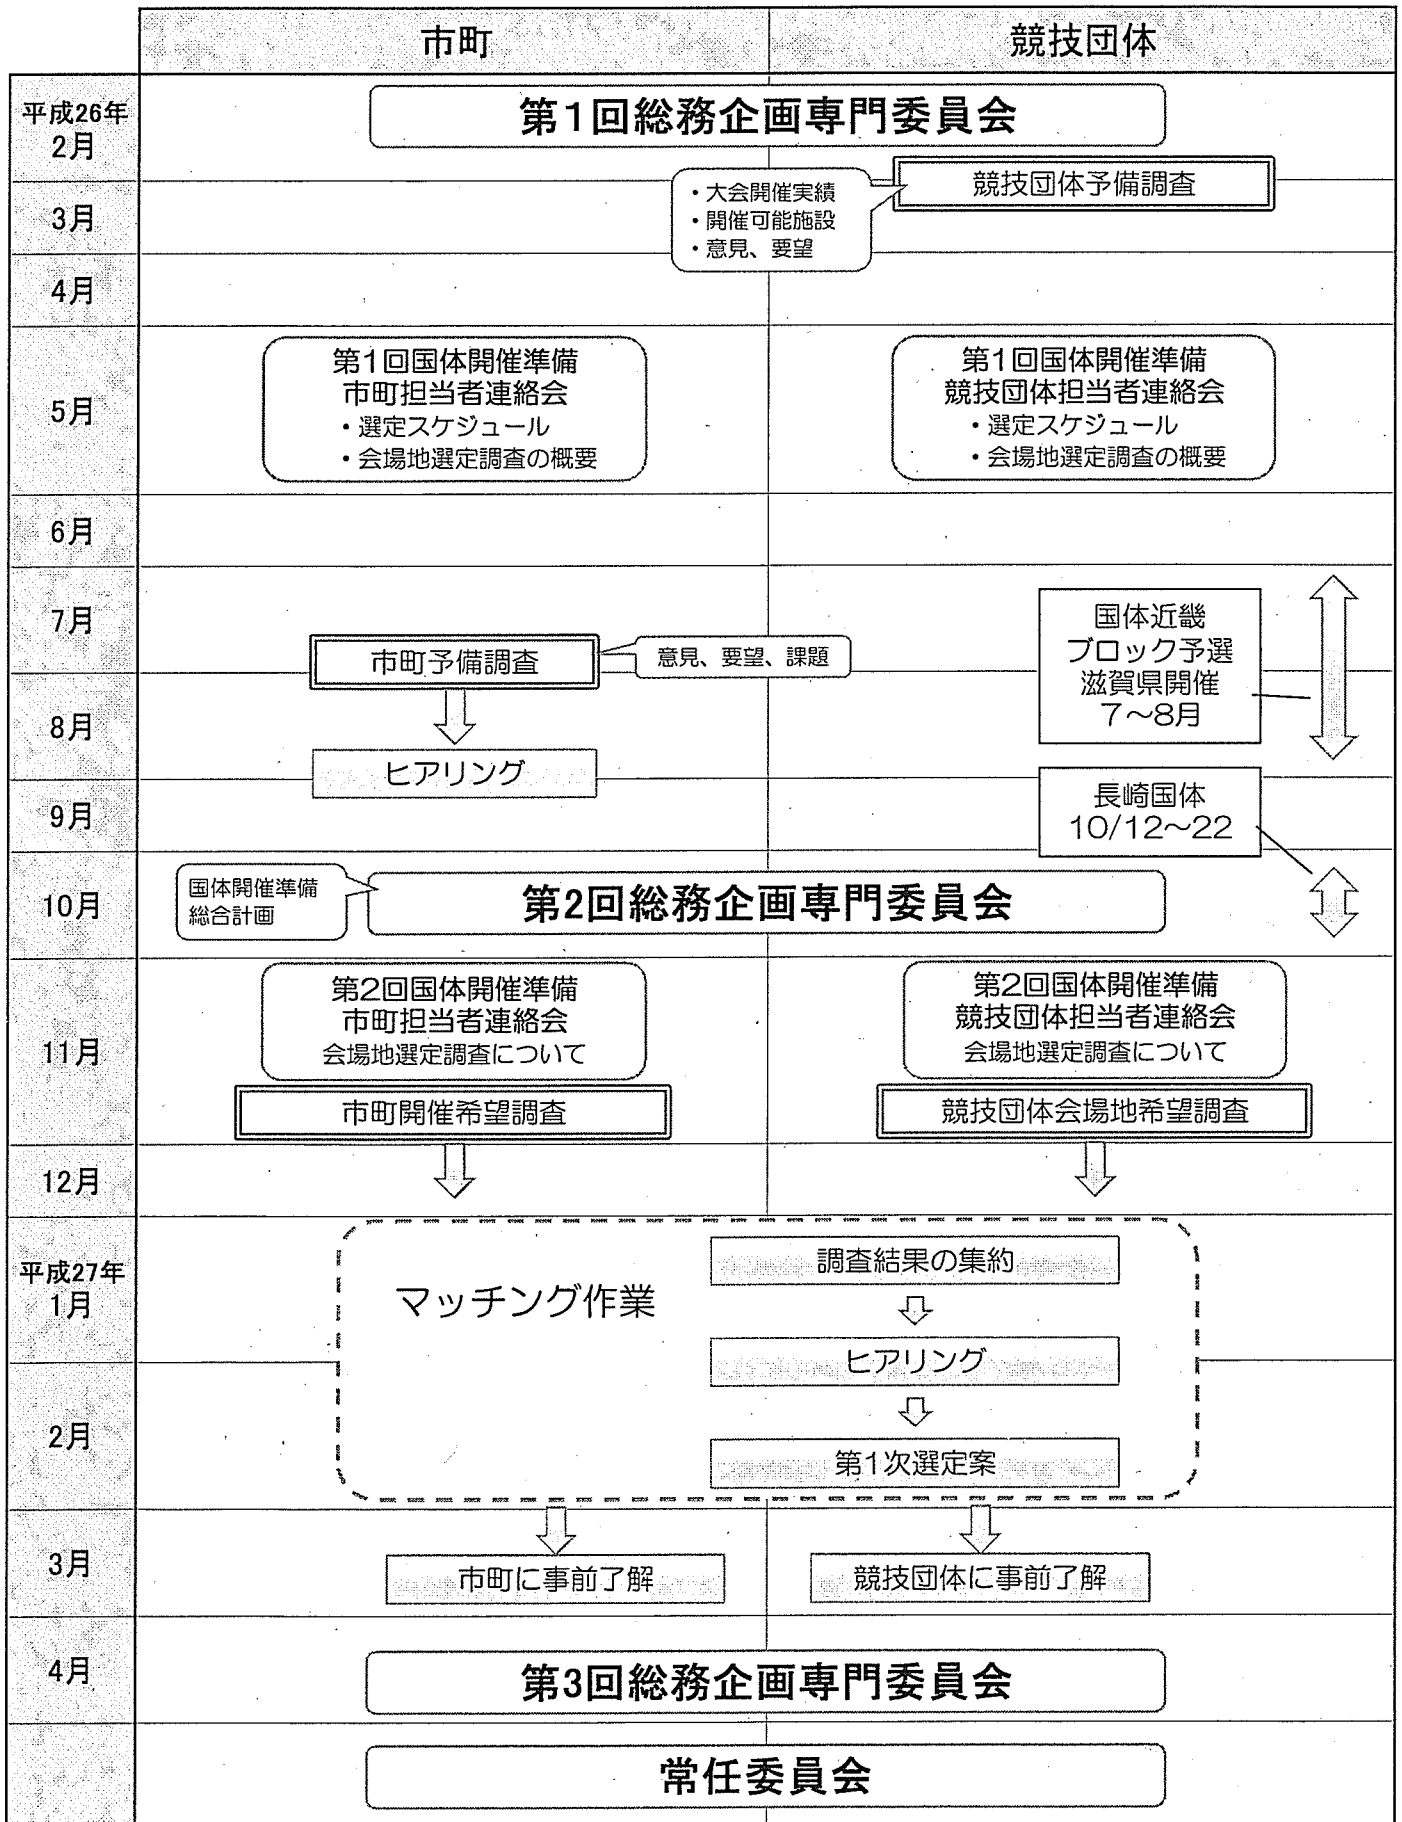 市町
競技団体
平成26年
2月
第1回総務企画専門委員会
競技団体予備調査
・大会開催実績
・開催可能施設
・意見、要望
3月
4月
5月
第1回国体開催準備
市町担当者連絡会
・選定スケジュール
・会場地選定調査の概要
第1回国体開催準備
競技団体担当者連絡会
・選定スケジュール
・会場地選定調査の概要
6月
7月
市町予備調査
意見、要望、課題
国体近畿
ブロック予選
滋賀県開催
7～8月
8月
ヒアリング
9月
長崎国体
10/12～22
10月
国体開催準備
総合計画
第2回総務企画専門委員会
11月
第2回国体開催準備
市町担当者連絡会
会場地選定調査について
市町開催希望調査
第2回国体開催準備
競技団体担当者連絡会
会場地選定調査について
競技団体会場地希望調査
12月
平成27年
1月
マッチング作業
調査結果の集約
ヒアリング
2月
第1次選定案
3月
市町に事前了解
競技団体に事前了解
4月
第3回総務企画専門委員会
常任委員会